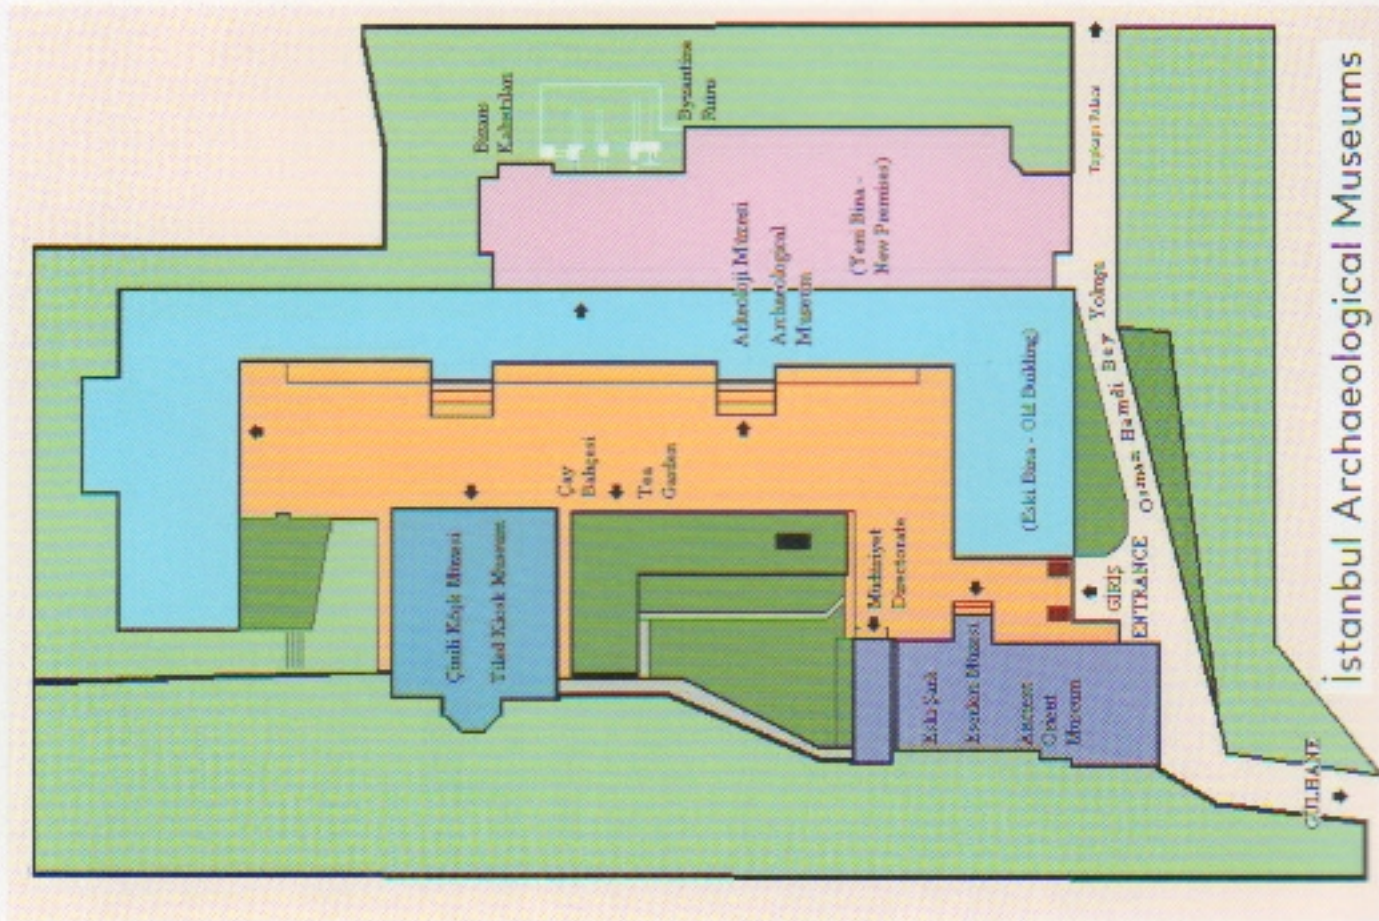 Bizans
Kalıntıları
Byzantine
Ruins
Arkeoloji Müzesi
Archaeological
Museum
(Yeni Bina -
New Premises)
Topkapı Palace
Çay
Bahçesi
Tea
Garden
(Eski Bina - Old Building)
Osman Hamdi Bey Yokuşu
Çinili Köşk Müzesi
Tiled Kiosk Museum
Müdüriyet
Directorate
GİRİŞ
ENTRANCE
Eski Şark
Eserleri Müzesi
Ancient
Orient
Museum
GÜLHANE
İstanbul Archaeological Museums